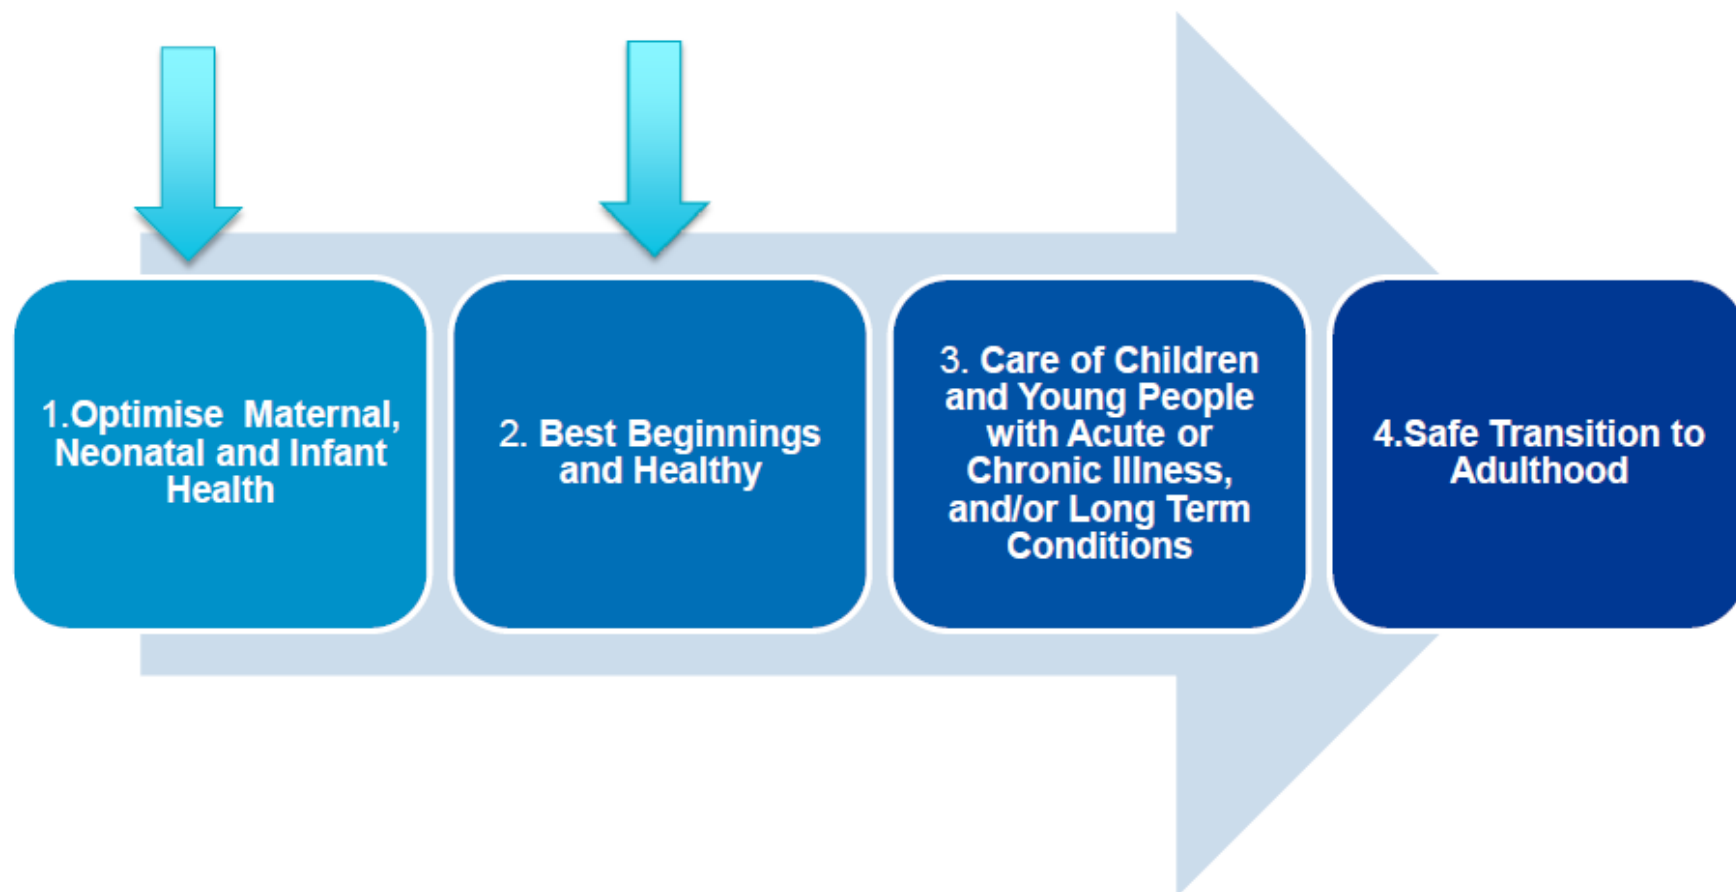 1.Optimise  Maternal,
Neonatal and Infant
Health
2. Best Beginnings
and Healthy
3. Care of Children
and Young People
with Acute or
Chronic Illness,
and/or Long Term
Conditions
4.Safe Transition to
Adulthood